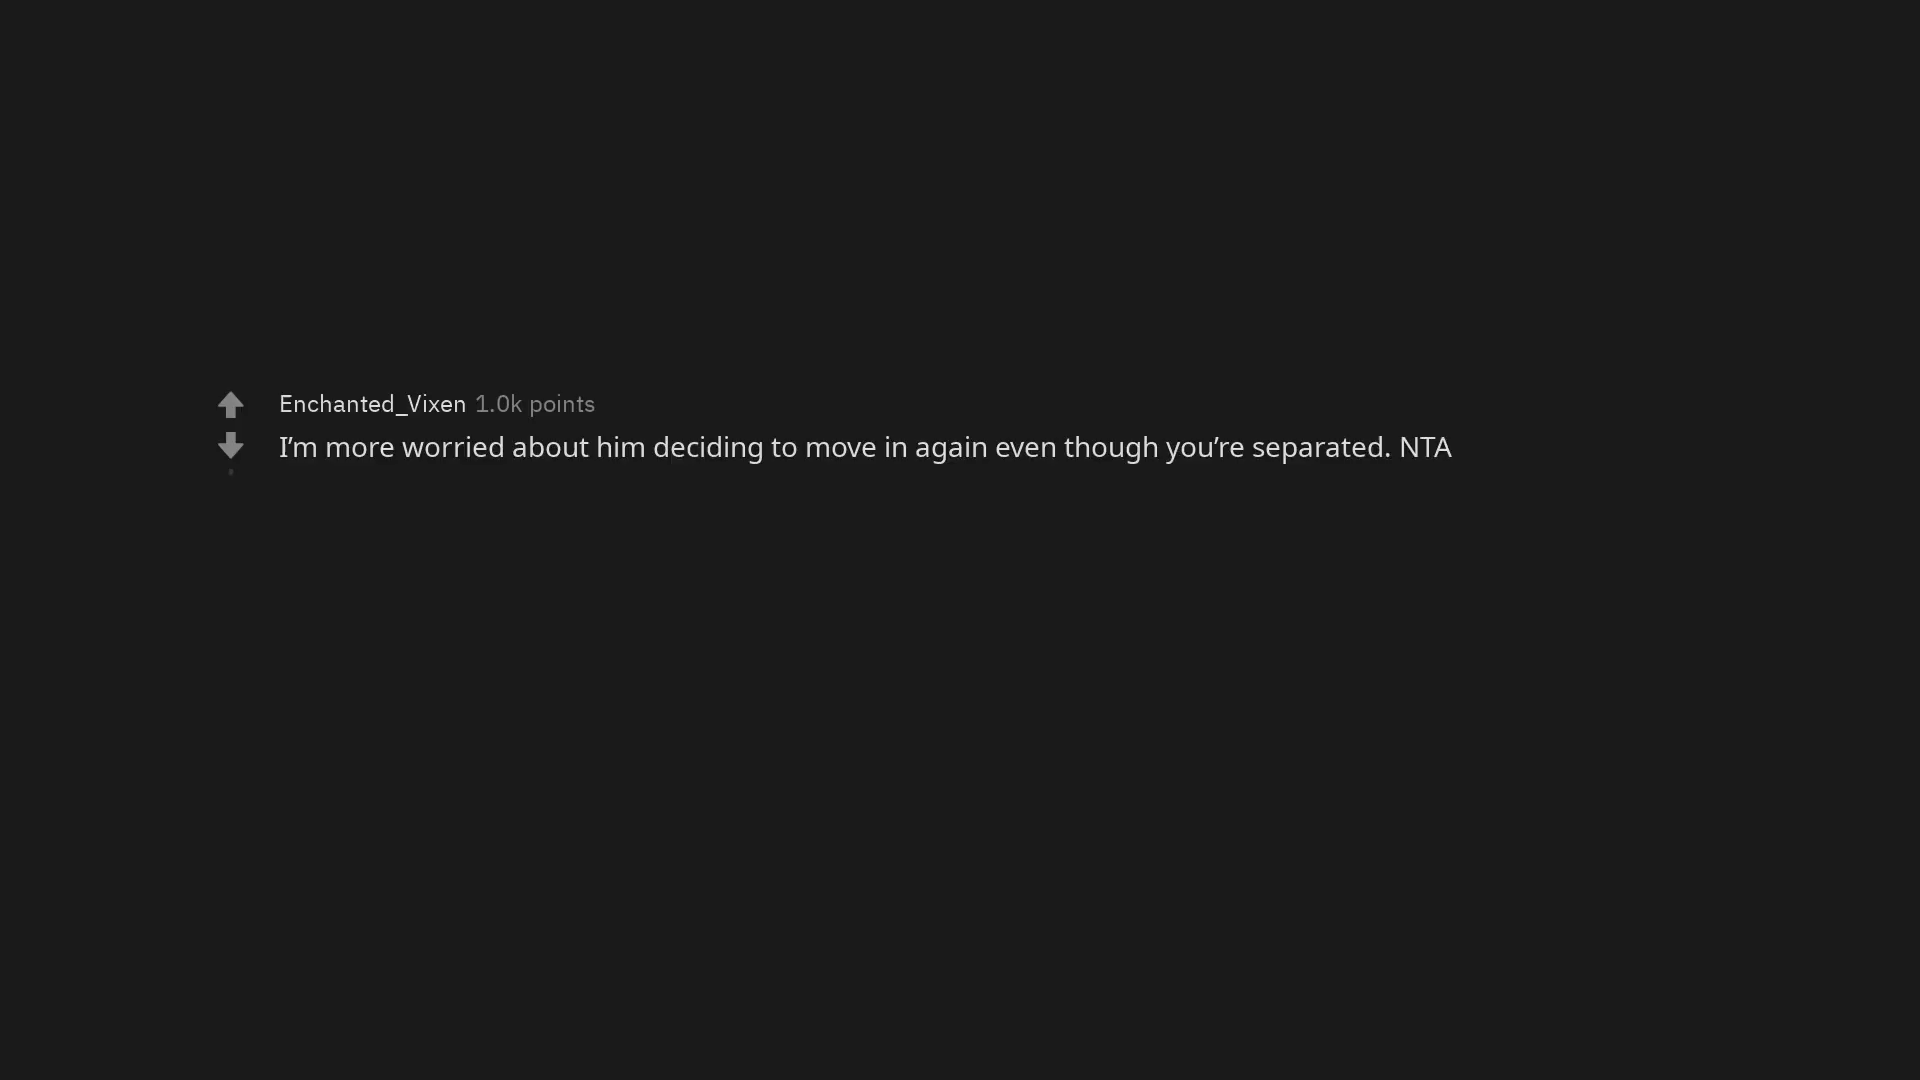 Enchanted_Vixen 1.0k points
I’m more worried about him deciding to move in again even though you’re separated. NTA